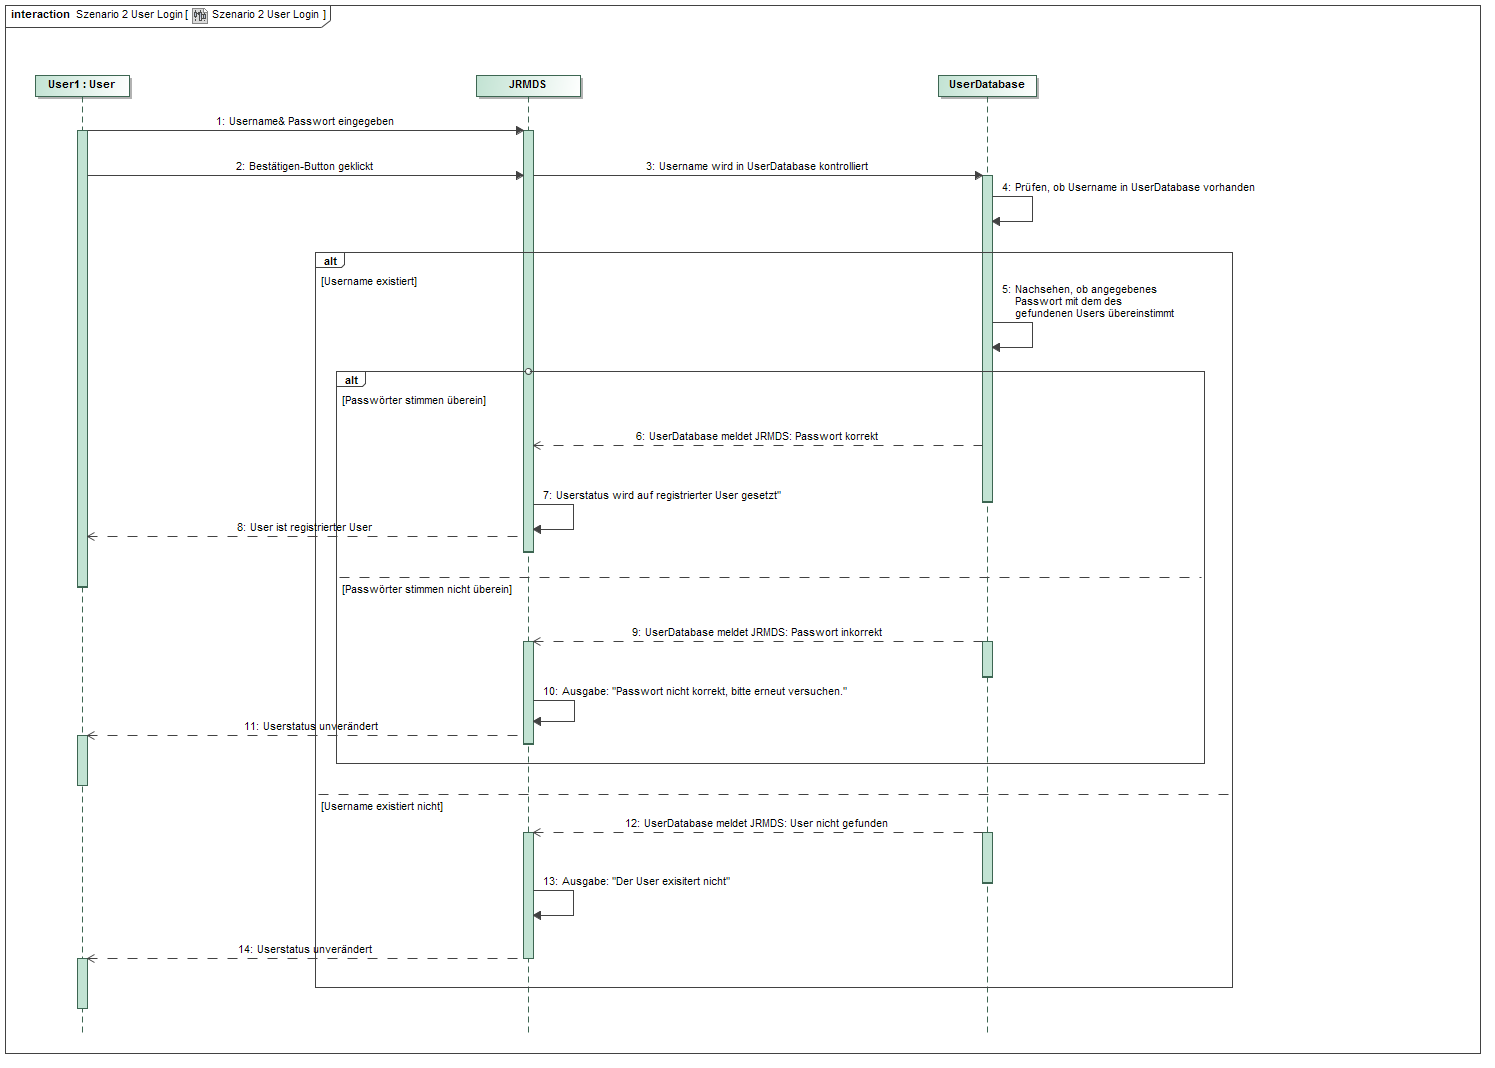 interaction Szenario 2 User Login [ Szenario 2 User Login ]
User1 : User
JRMDS
UserDatabase
1: Username& Passwort eingegeben
2: Bestätigen-Button geklickt
3: Username wird in UserDatabase kontrolliert
4: Prüfen, ob Username in UserDatabase vorhanden
alt
[Username existiert]
5: Nachsehen, ob angegebenes
Passwort mit dem des
gefundenen Users übereinstimmt
alt
[Passwörter stimmen überein]
6: UserDatabase meldet JRMDS: Passwort korrekt
7: Userstatus wird auf registrierter User gesetzt"
8: User ist registrierter User
[Passwörter stimmen nicht überein]
9: UserDatabase meldet JRMDS: Passwort inkorrekt
10: Ausgabe: "Passwort nicht korrekt, bitte erneut versuchen."
11: Userstatus unverändert
[Username existiert nicht]
12: UserDatabase meldet JRMDS: User nicht gefunden
13: Ausgabe: "Der User exisitert nicht"
14: Userstatus unverändert